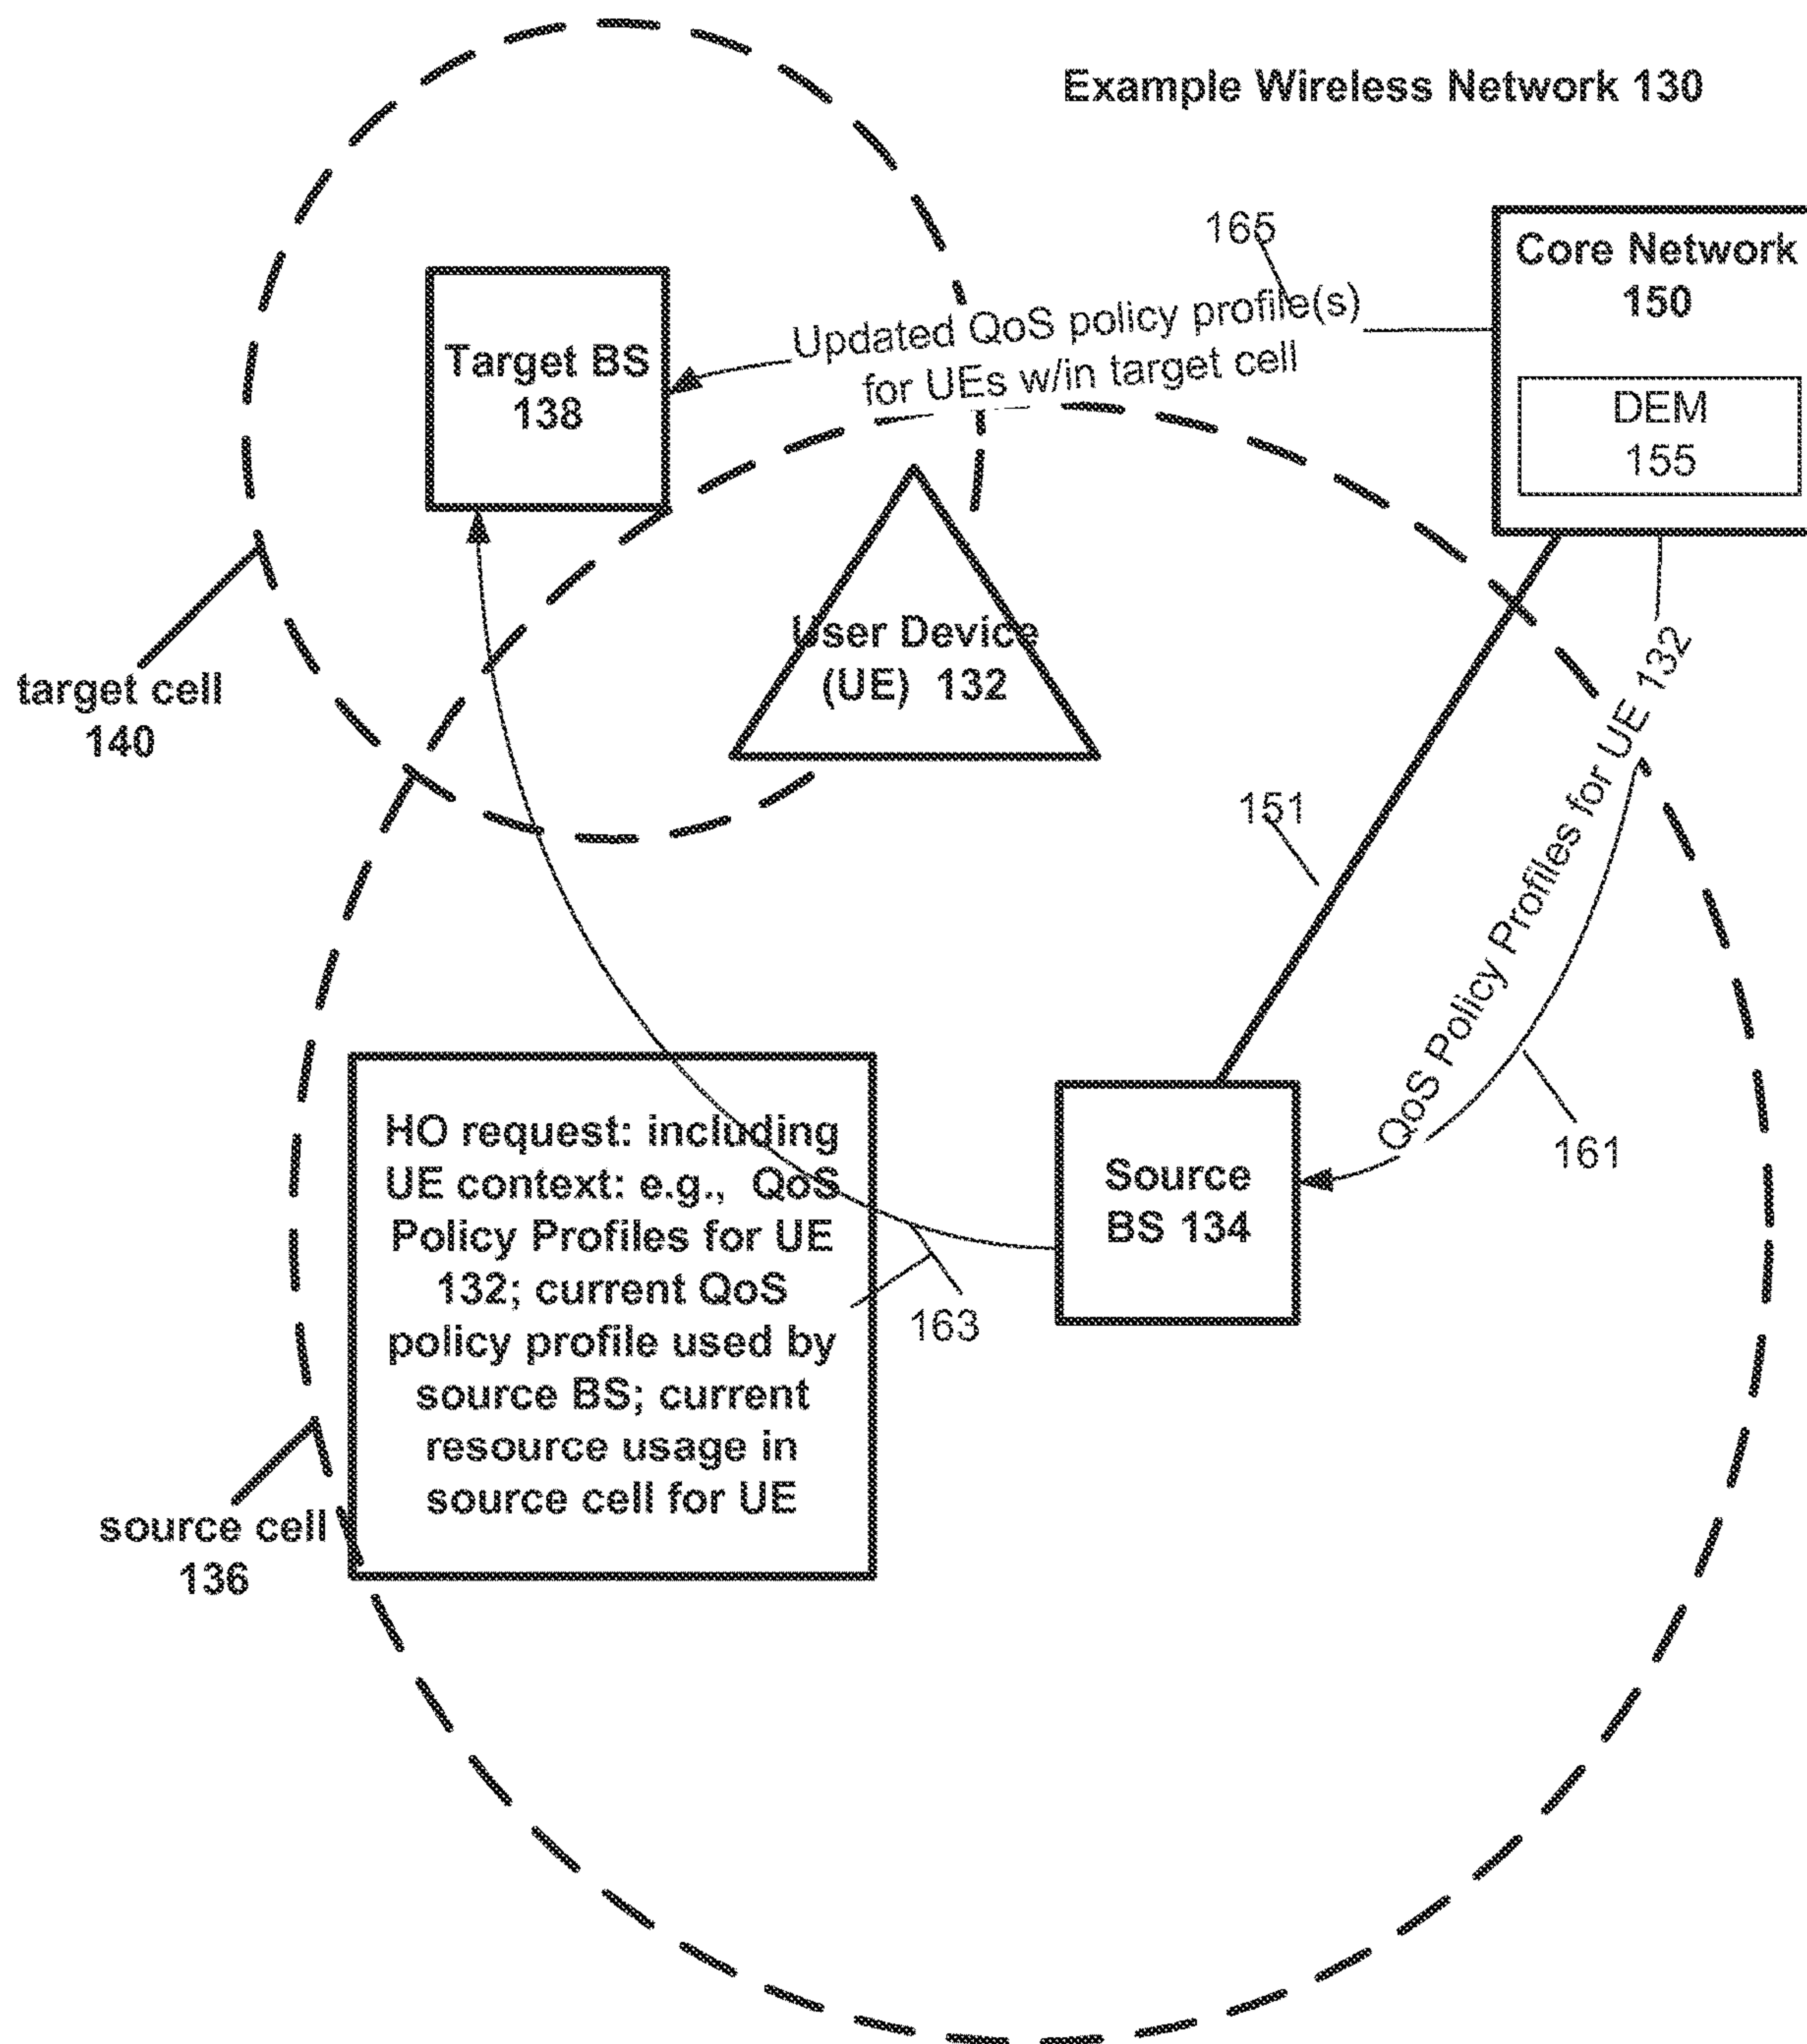 Example Wireless Network 130
165
Core Network
150
DEM
155
Updated QoS policy profile(s)
for UEs w/in target cell
Target BS
138
User Device
(UE) 132
target cell
140
151
QoS Policy Profiles for UE 132
161
HO request: including
UE context: e.g., QoS
Policy Profiles for UE
132; current QoS
policy profile used by
source BS; current
resource usage in
source cell for UE
163
Source
BS 134
source cell
136